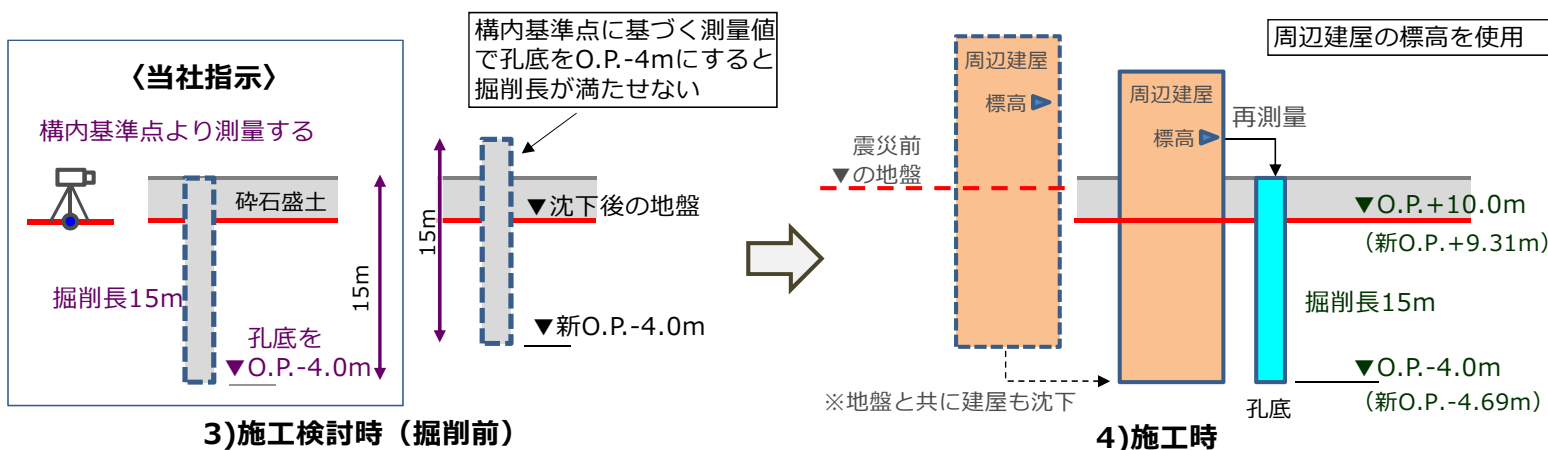 〈当社指示〉
構内基準点より測量する
砕石盛土
掘削長15m
15m
孔底を
▼O.P.-4.0m
構内基準点に基づく測量値
で孔底をO.P.-4mにすると
掘削長が満たせない
15m
▼沈下後の地盤
▼新O.P.-4.0m
3)施工検討時（掘削前）
周辺建屋の標高を使用
周辺建屋
標高
震災前
▼の地盤
周辺建屋
標高
再測量
▼O.P.+10.0m
（新O.P.+9.31m）
掘削長15m
▼O.P.-4.0m
（新O.P.-4.69m）
※地盤と共に建屋も沈下
孔底
4)施工時